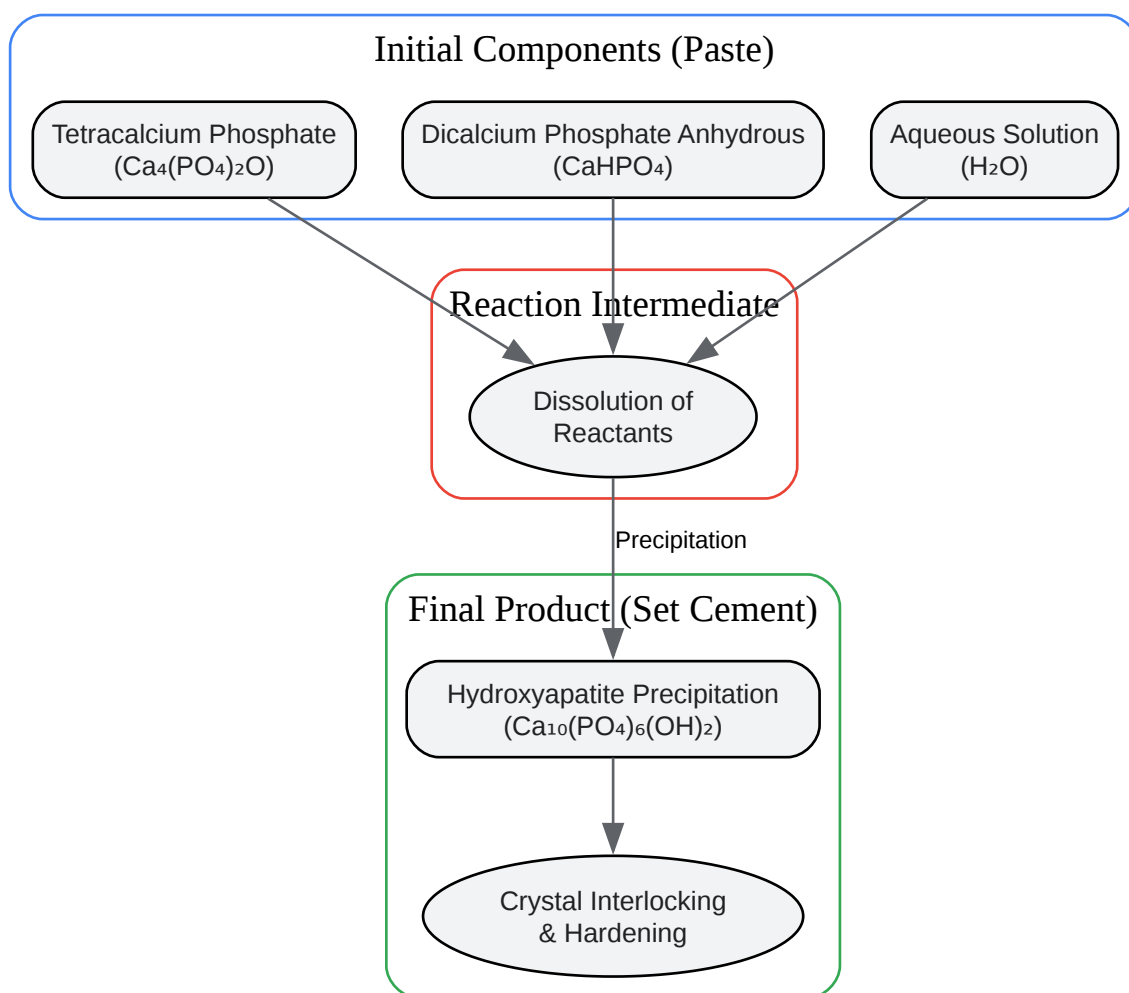 Initial Components (Paste)
Tetracalcium Phosphate
(Ca₄(PO₄)₂O)
Dicalcium Phosphate Anhydrous
(CaHPO₄)
Aqueous Solution
(H₂O)
Reaction Intermediate
Dissolution of
Reactants
Precipitation
Final Product (Set Cement)
Hydroxyapatite Precipitation
(Ca₁₀(PO₄)₆(OH)₂)
Crystal Interlocking
& Hardening